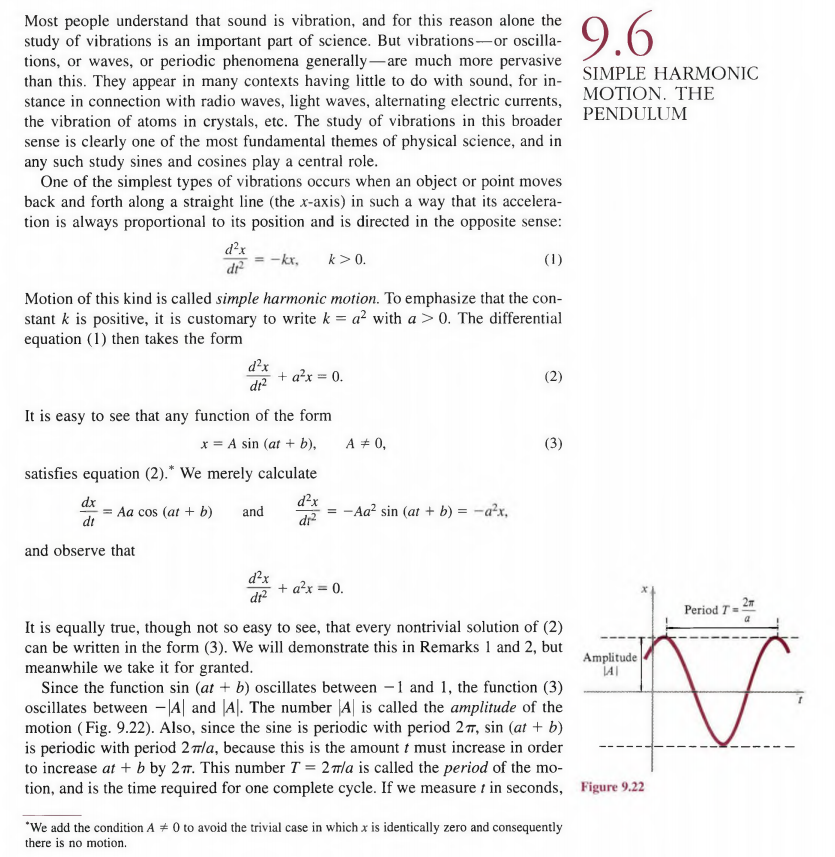 Most people understand that sound is vibration, and for this reason alone the
study of vibrations is an important part of science. But vibrations—or oscilla-
tions, or waves, or periodic phenomena generally—are much more pervasive
than this. They appear in many contexts having little to do with sound, for in-
stance in connection with radio waves, light waves, alternating electric currents,
the vibration of atoms in crystals, etc. The study of vibrations in this broader
sense is clearly one of the most fundamental themes of physical science, and in
any such study sines and cosines play a central role.
One of the simplest types of vibrations occurs when an object or point moves
back and forth along a straight line (the x-axis) in such a way that its accelera-
tion is always proportional to its position and is directed in the opposite sense:
d²x/dt² = −kx, k > 0. (1)
Motion of this kind is called simple harmonic motion. To emphasize that the con-
stant k is positive, it is customary to write k = a² with a > 0. The differential
equation (1) then takes the form
d²x/dt² + a²x = 0. (2)
It is easy to see that any function of the form
x = A sin (at + b), A ≠ 0, (3)
satisfies equation (2).* We merely calculate
dx/dt = Aa cos (at + b) and d²x/dt² = −Aa² sin (at + b) = −a²x,
and observe that
d²x/dt² + a²x = 0.
It is equally true, though not so easy to see, that every nontrivial solution of (2)
can be written in the form (3). We will demonstrate this in Remarks 1 and 2, but
meanwhile we take it for granted.
Since the function sin (at + b) oscillates between −1 and 1, the function (3)
oscillates between −|A| and |A|. The number |A| is called the amplitude of the
motion (Fig. 9.22). Also, since the sine is periodic with period 2π, sin (at + b)
is periodic with period 2π/a, because this is the amount t must increase in order
to increase at + b by 2π. This number T = 2π/a is called the period of the mo-
tion, and is the time required for one complete cycle. If we measure t in seconds,
*We add the condition A ≠ 0 to avoid the trivial case in which x is identically zero and consequently
there is no motion.
9.6
SIMPLE HARMONIC
MOTION. THE
PENDULUM
x
Period T = 2π/a
Amplitude
|A|
t
Figure 9.22